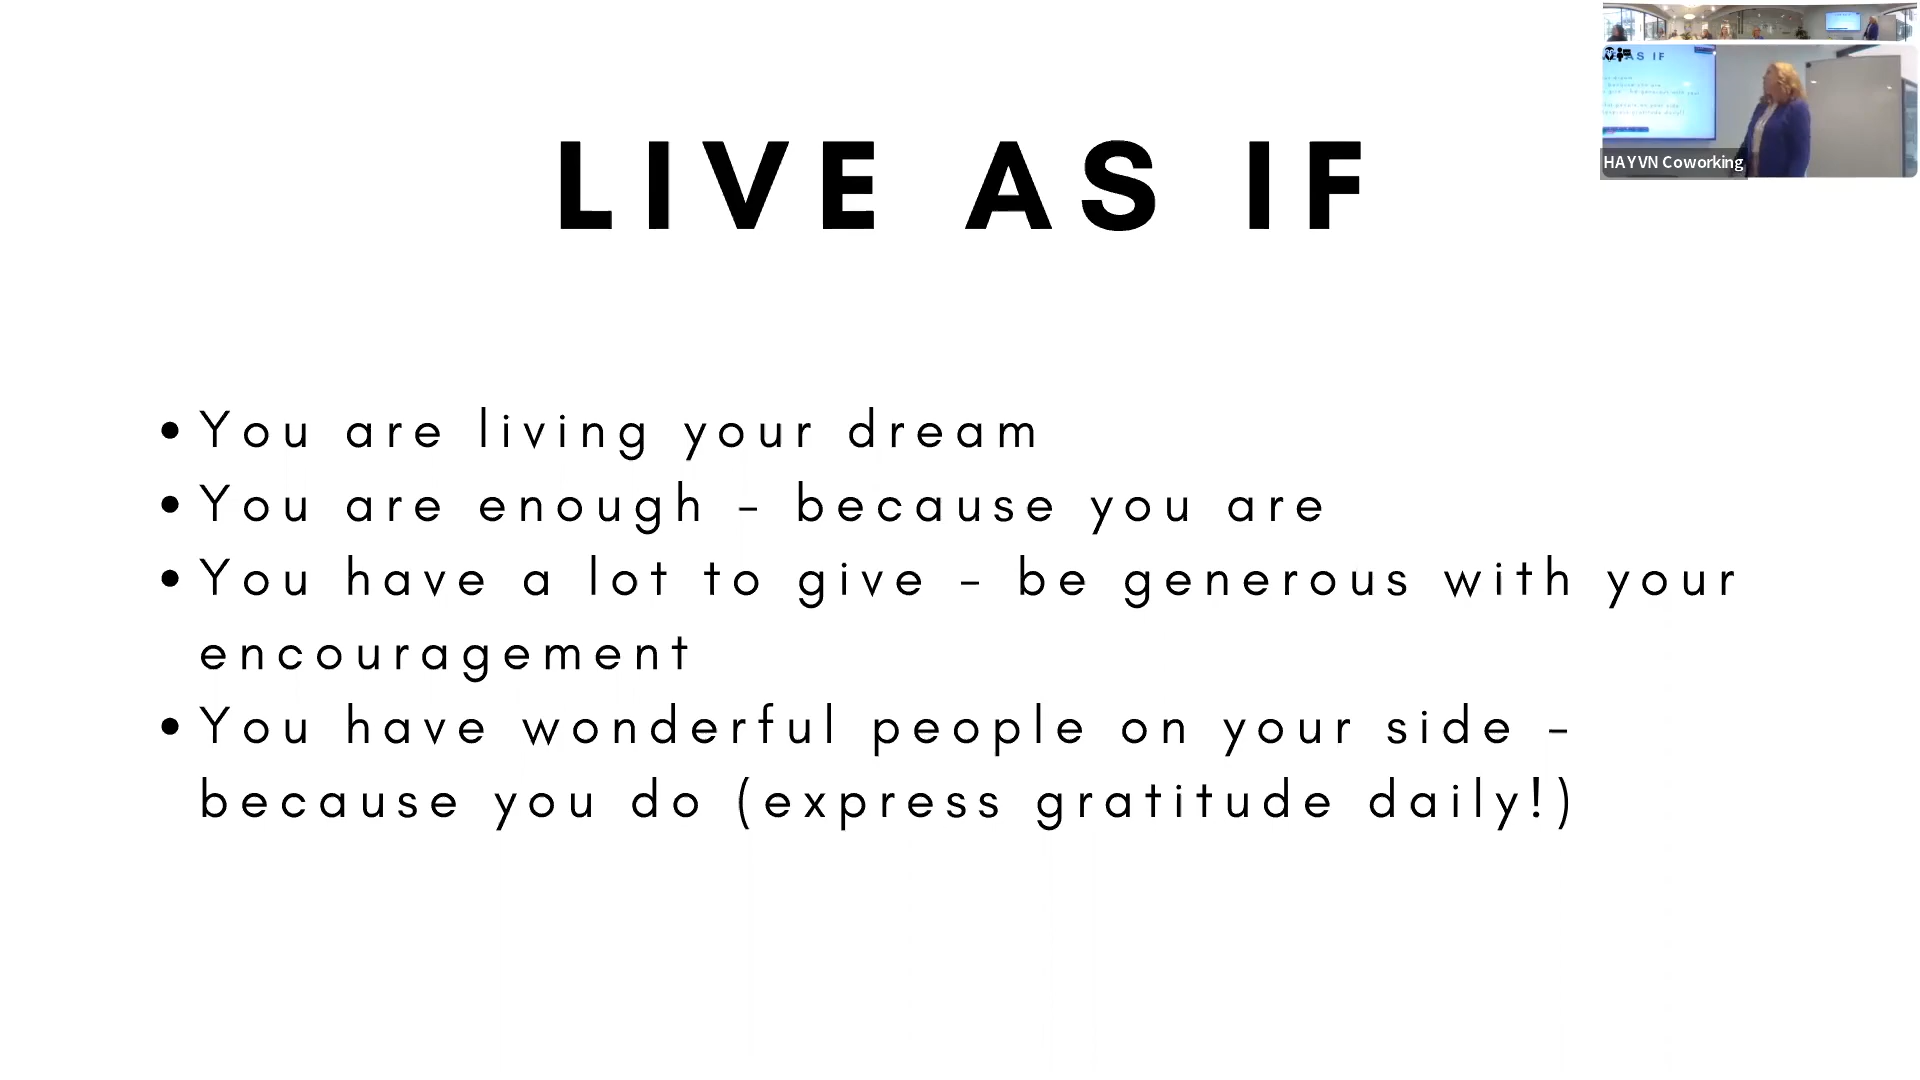 LIVE AS IF
• You are living your dream
• You are enough - because you are
• You have a lot to give - be generous with your
encouragement
• You have wonderful people on your side -
because you do (express gratitude daily!)
AS IF
HAYVN Coworking